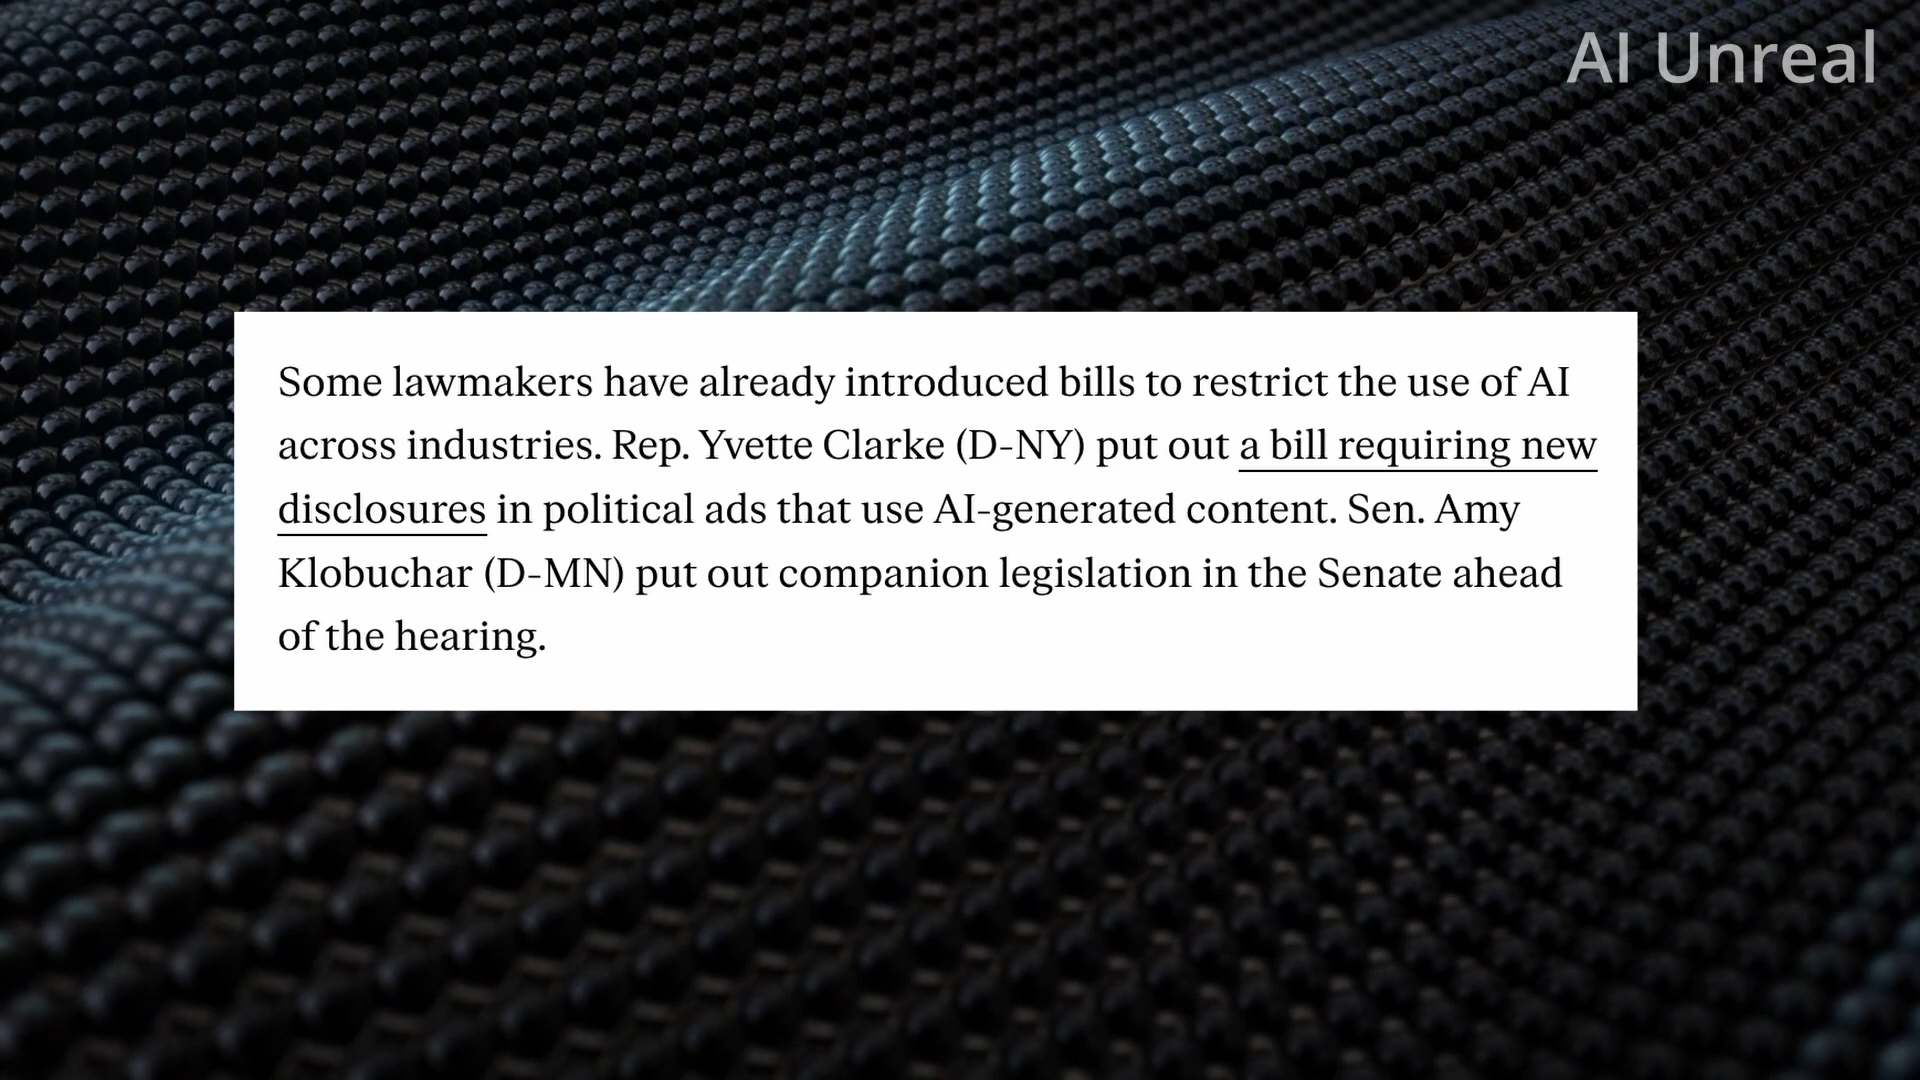 AI Unreal
Some lawmakers have already introduced bills to restrict the use of AI
across industries. Rep. Yvette Clarke (D-NY) put out a bill requiring new
disclosures in political ads that use AI-generated content. Sen. Amy
Klobuchar (D-MN) put out companion legislation in the Senate ahead
of the hearing.